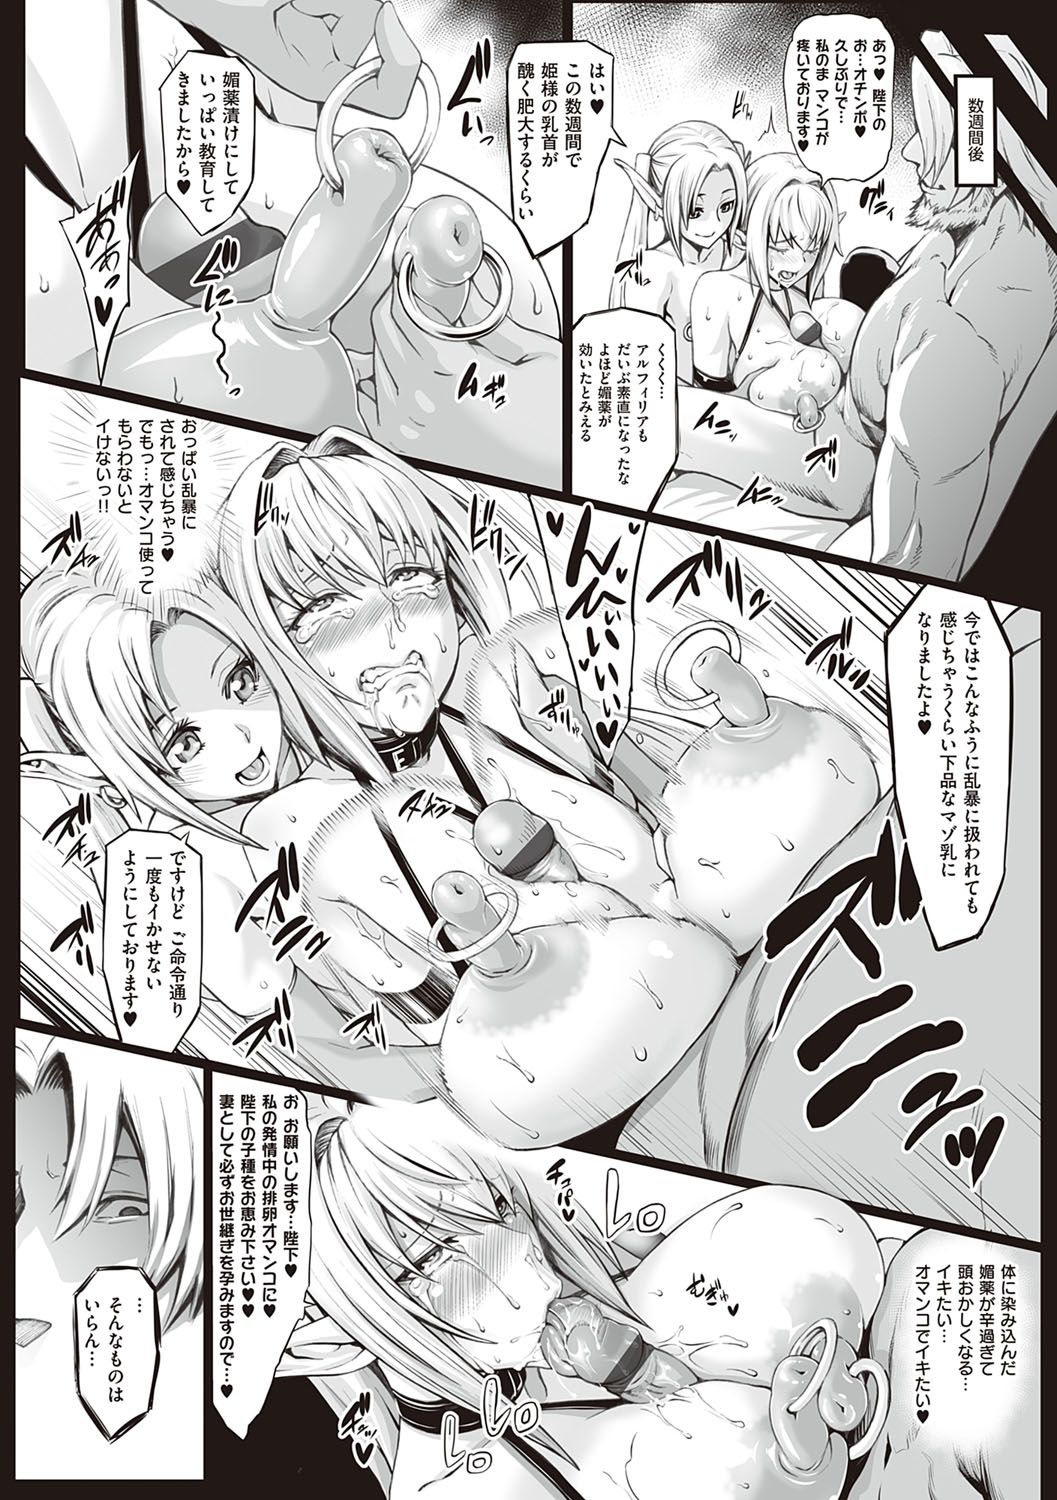 数週間後
あっ♥陛下の
お…オチンポ♥
久しぶりで…
私のま マンコが
疼いております♥
くくく…
アルフィリアも
だいぶ素直になったな
よほど媚薬が
効いたとみえる
はい♥
この数週間で
姫様の乳首が
醜く肥大するくらい
媚薬漬けにして
いっぱい教育して
きましたから♥
ぐい
ぐに
今ではこんなふうに乱暴に扱われても
感じちゃうくらい下品なマゾ乳に
なりましたよ♥
おっぱい乱暴に
されて感じちゃう♥
でもっ…オマンコ使って
もらわないと
イけないっ!!
ですけど ご命令通り
一度もイかせない
ようにしております♥
お お願いします…陛下♥
私の発情中の排卵オマンコに♥
陛下の子種をお恵み下さい♥♥
妻として必ずお世継ぎを孕みますので…♥
体に染み込んだ
媚薬が辛過ぎて
頭おかしくなる…
イキたい…
オマンコでイキたい♥
レロ
レロ
レロ
…
そんなものは
いらん…